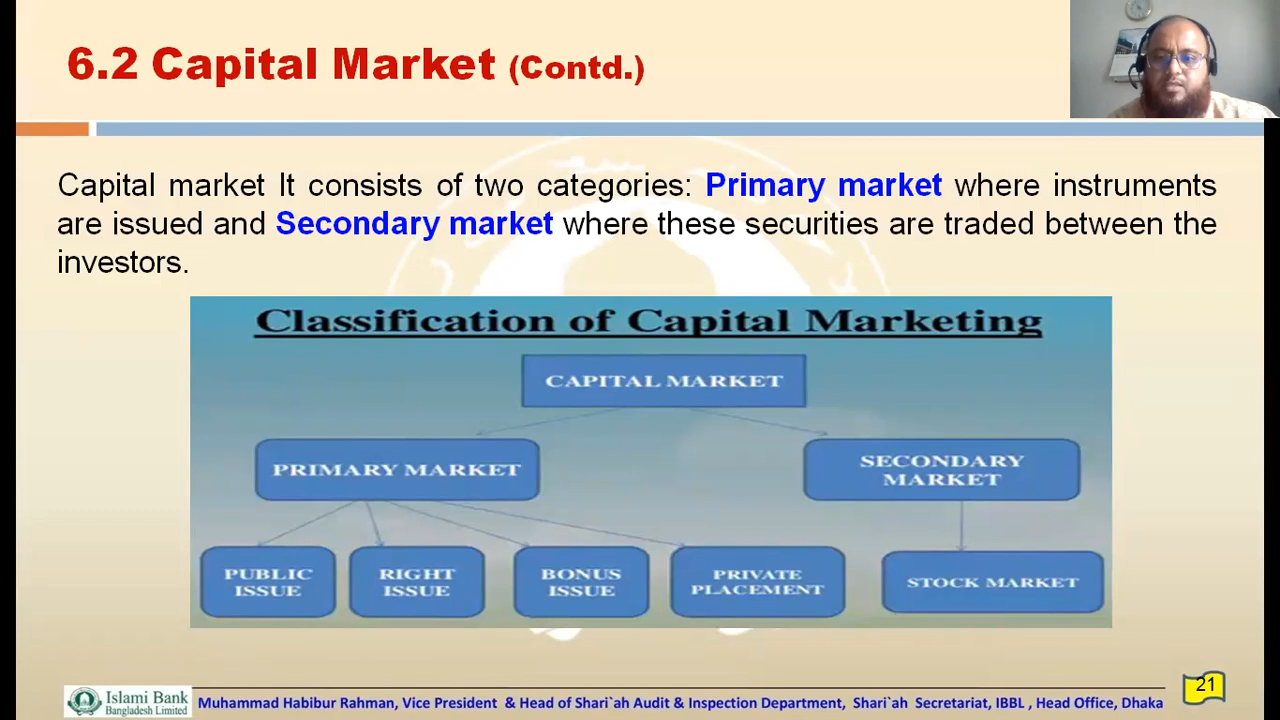 6.2 Capital Market (Contd.)
Capital market It consists of two categories: Primary market where instruments
are issued and Secondary market where these securities are traded between the
investors.
Classification of Capital Marketing
CAPITAL MARKET
PRIMARY MARKET
SECONDARY
MARKET
PUBLIC
ISSUE
RIGHT
ISSUE
BONUS
ISSUE
PRIVATE
PLACEMENT
STOCK MARKET
Islami Bank
Bangladesh Limited
Muhammad Habibur Rahman, Vice President & Head of Shari`ah Audit & Inspection Department, Shari`ah Secretariat, IBBL , Head Office, Dhaka
21